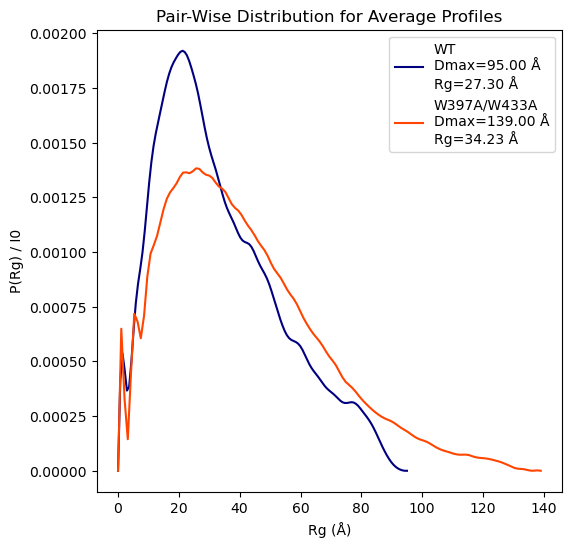 Pair-Wise Distribution for Average Profiles
WT
Dmax=95.00 Å
Rg=27.30 Å
W397A/W433A
Dmax=139.00 Å
Rg=34.23 Å
P(Rg) / I0
0.00200
0.00175
0.00150
0.00125
0.00100
0.00075
0.00050
0.00025
0.00000
0 20 40 60 80 100 120 140
Rg (Å)